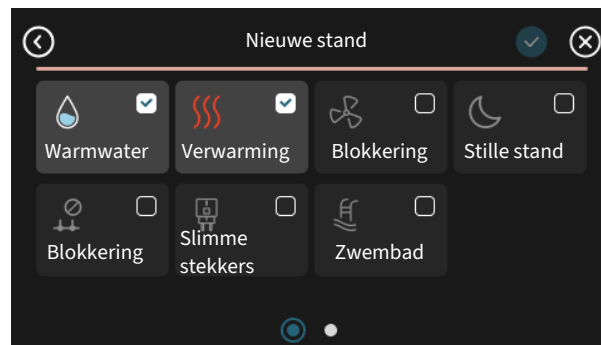 Nieuwe stand
Warmwater
Verwarming
Blokkering
Stille stand
Blokkering
Slimme
stekkers
Zwembad